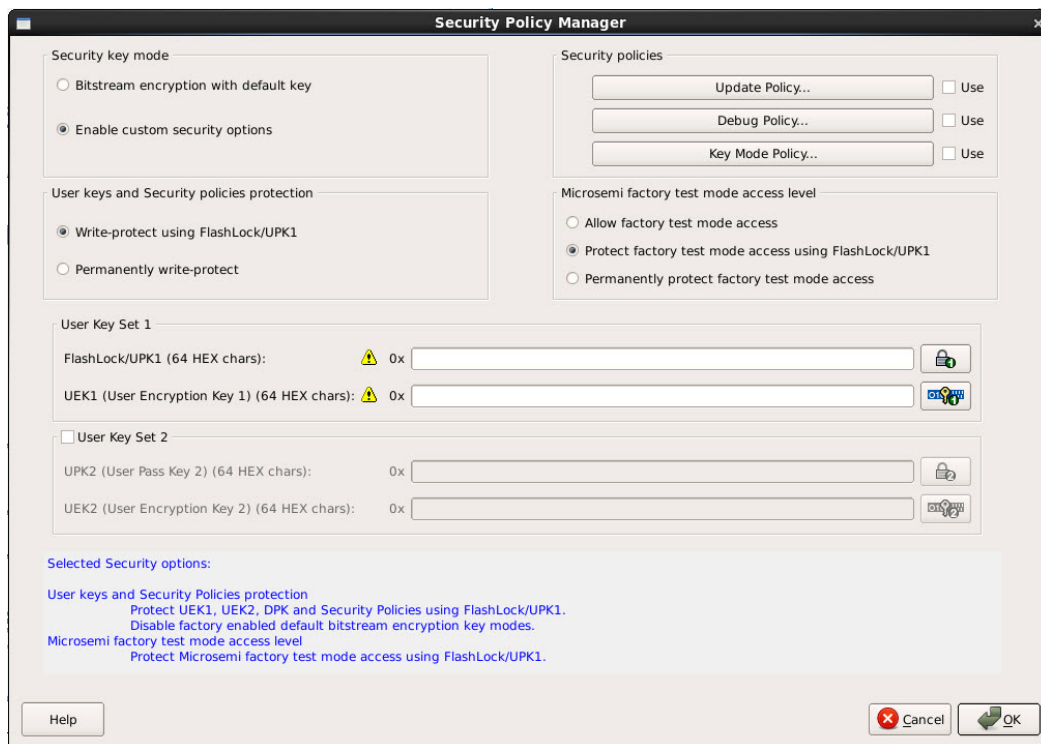 Security Policy Manager
Security key mode
Bitstream encryption with default key
Enable custom security options
Security policies
Update Policy... Use
Debug Policy... Use
Key Mode Policy... Use
User keys and Security policies protection
Write-protect using FlashLock/UPK1
Permanently write-protect
Microsemi factory test mode access level
Allow factory test mode access
Protect factory test mode access using FlashLock/UPK1
Permanently protect factory test mode access
User Key Set 1
FlashLock/UPK1 (64 HEX chars): 0x
UEK1 (User Encryption Key 1) (64 HEX chars): 0x
User Key Set 2
UPK2 (User Pass Key 2) (64 HEX chars): 0x
UEK2 (User Encryption Key 2) (64 HEX chars): 0x
Selected Security options:
User keys and Security Policies protection
Protect UEK1, UEK2, DPK and Security Policies using FlashLock/UPK1.
Disable factory enabled default bitstream encryption key modes.
Microsemi factory test mode access level
Protect Microsemi factory test mode access using FlashLock/UPK1.
Help Cancel OK